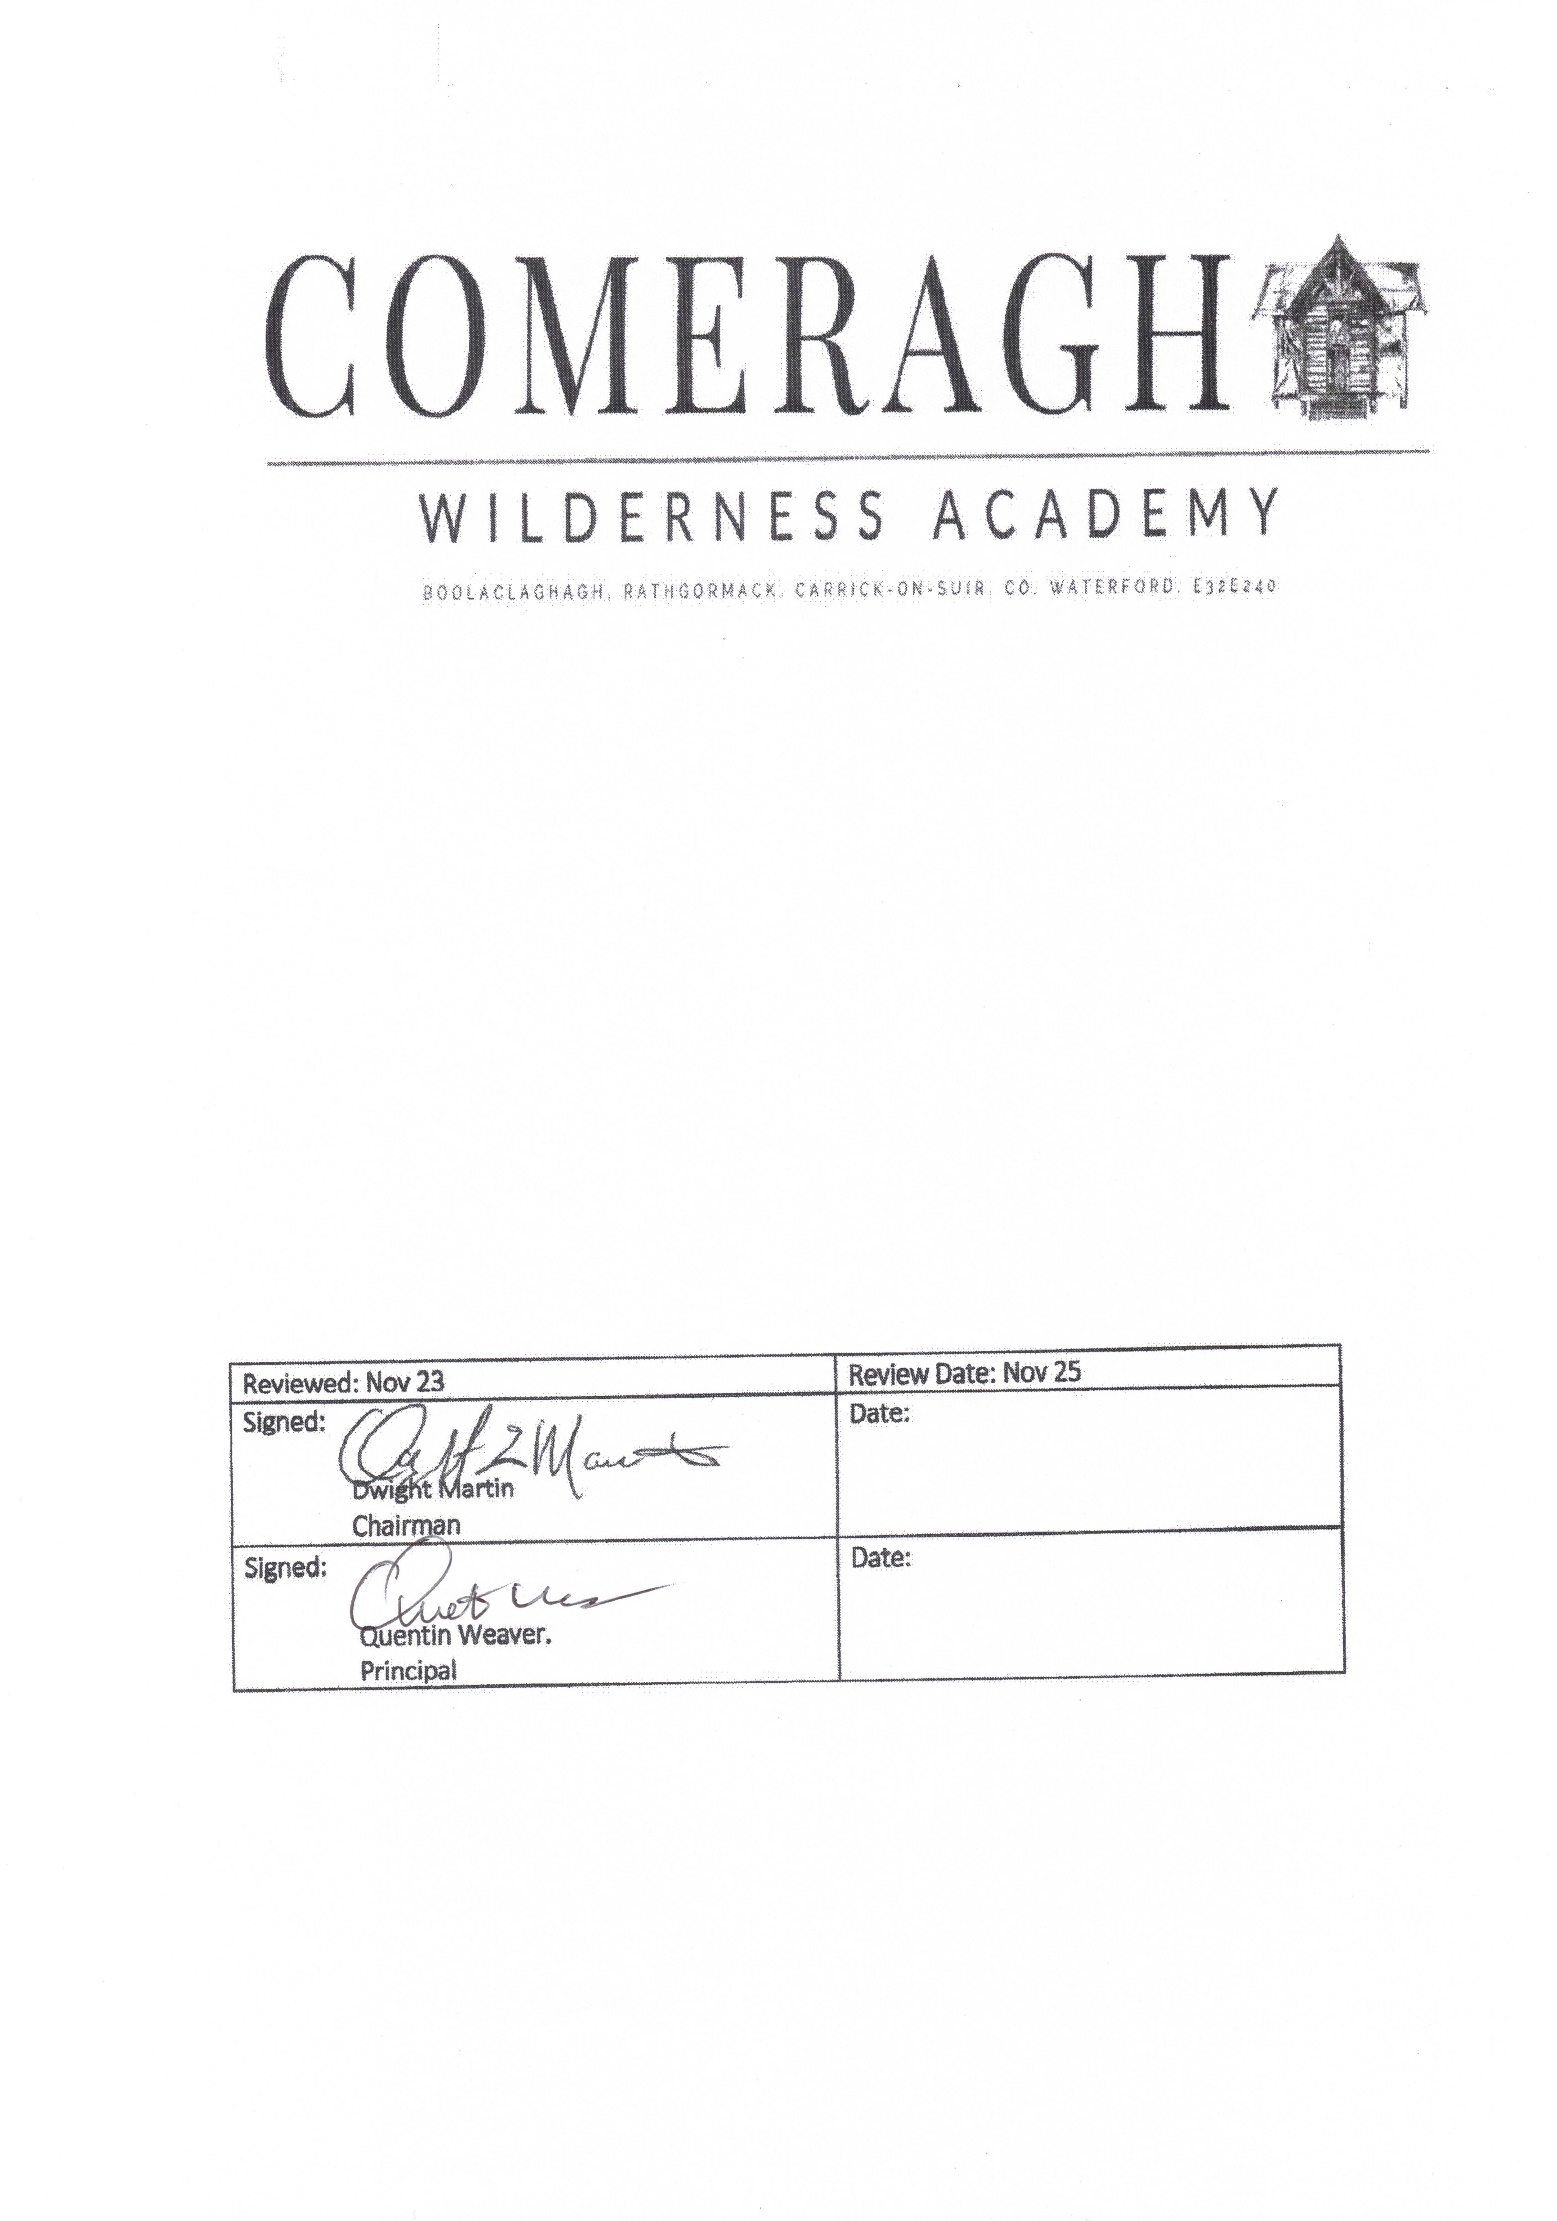 COMERAGH
WILDERNESS ACADEMY
BOOLACLAGHAGH, RATHGORMACK, CARRICK-ON-SUIR, CO. WATERFORD, E32E240
Reviewed: Nov 23
Review Date: Nov 25
Signed:
Dwight Martin
Chairman
Date:
Signed:
Quentin Weaver.
Principal
Date: